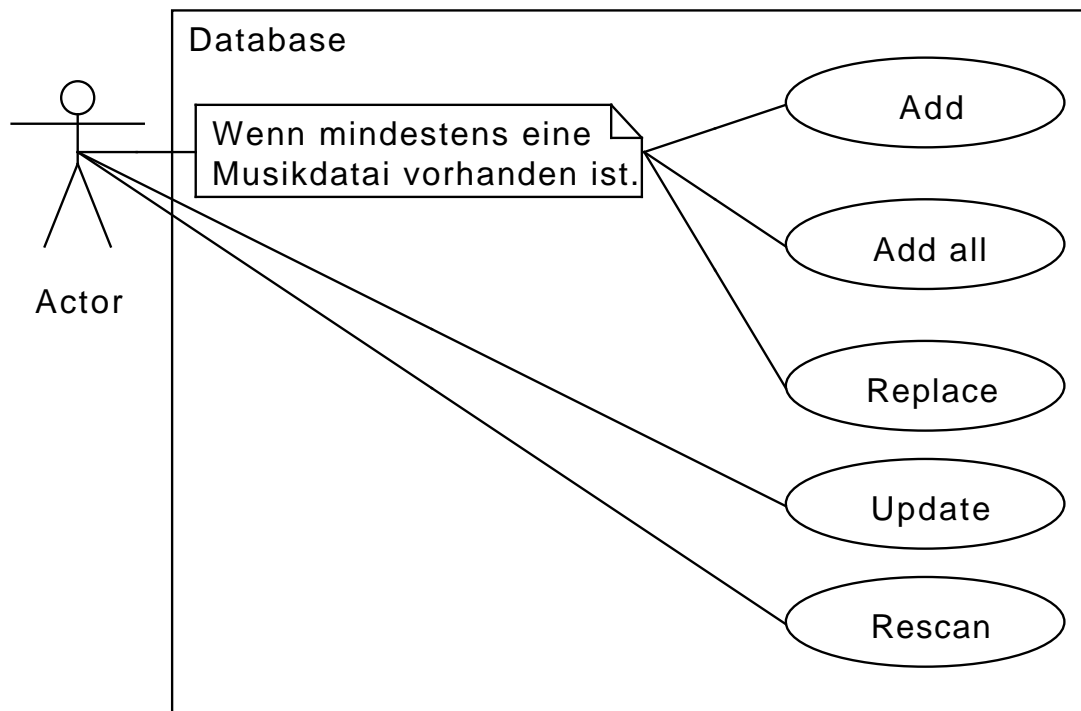 Database
Wenn mindestens eine
Musikdatai vorhanden ist.
Actor
Add
Add all
Replace
Update
Rescan